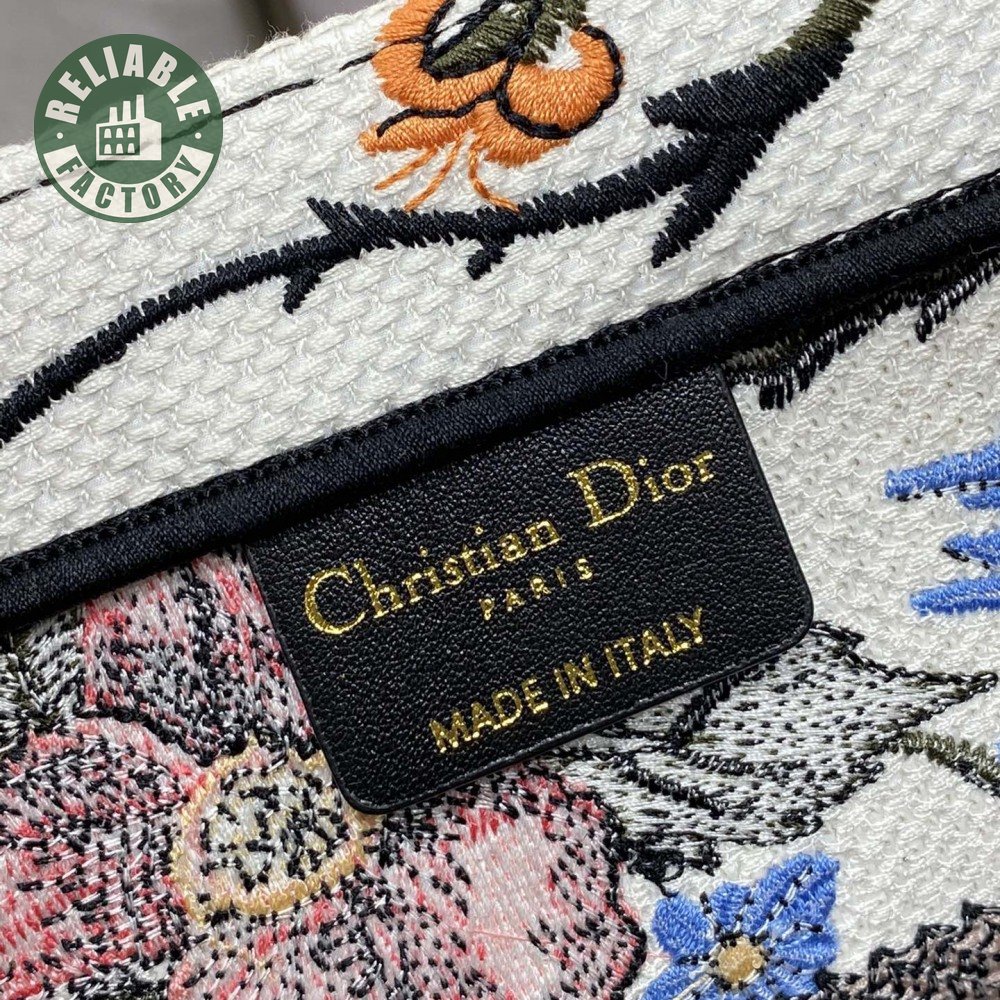 RELIABLE
FACTORY
Christian Dior
PARIS
MADE IN ITALY